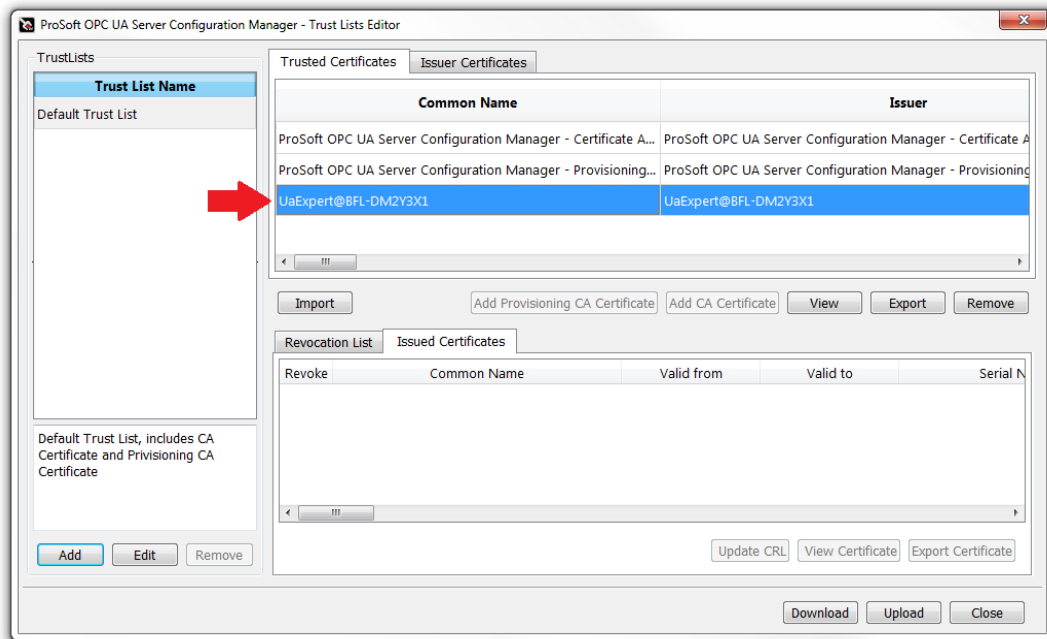 ProSoft OPC UA Server Configuration Manager - Trust Lists Editor
TrustLists
Trust List Name
Default Trust List
Default Trust List, includes CA
Certificate and Privisioning CA
Certificate
Add Edit Remove
Trusted Certificates Issuer Certificates
Common Name Issuer
ProSoft OPC UA Server Configuration Manager - Certificate A... ProSoft OPC UA Server Configuration Manager - Certificate A
ProSoft OPC UA Server Configuration Manager - Provisioning... ProSoft OPC UA Server Configuration Manager - Provisioning
UaExpert@BFL-DM2Y3X1 UaExpert@BFL-DM2Y3X1
Import Add Provisioning CA Certificate Add CA Certificate View Export Remove
Revocation List Issued Certificates
Revoke Common Name Valid from Valid to Serial N
Update CRL View Certificate Export Certificate
Download Upload Close